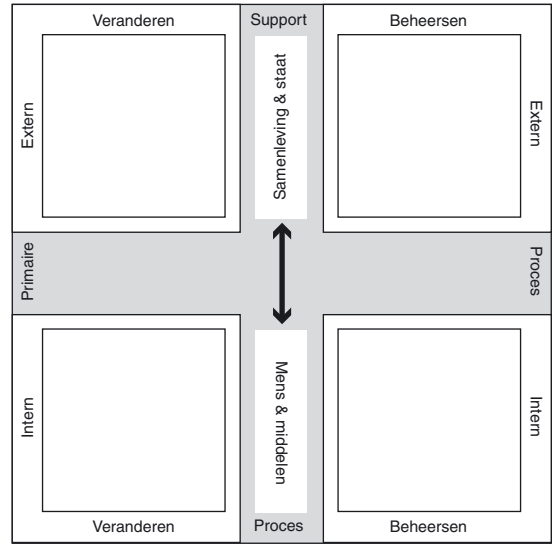 Veranderen
Support
Beheersen
Extern
Samenleving & staat
Extern
Primaire
Proces
Intern
Mens & middelen
Intern
Veranderen
Proces
Beheersen